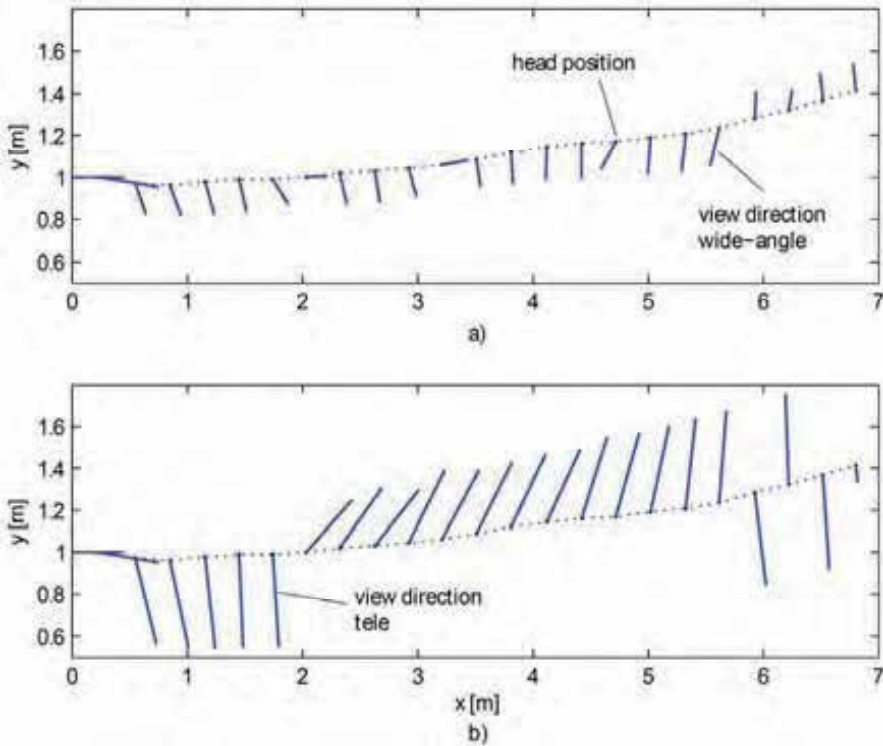 1.6
1.4
head position
1.2
y [m]
1
0.8
view direction
wide-angle
0.6
0 1 2 3 4 5 6 7
a)
1.6
1.4
1.2
y [m]
1
0.8
view direction
tele
0.6
0 1 2 3 4 5 6 7
x [m]
b)